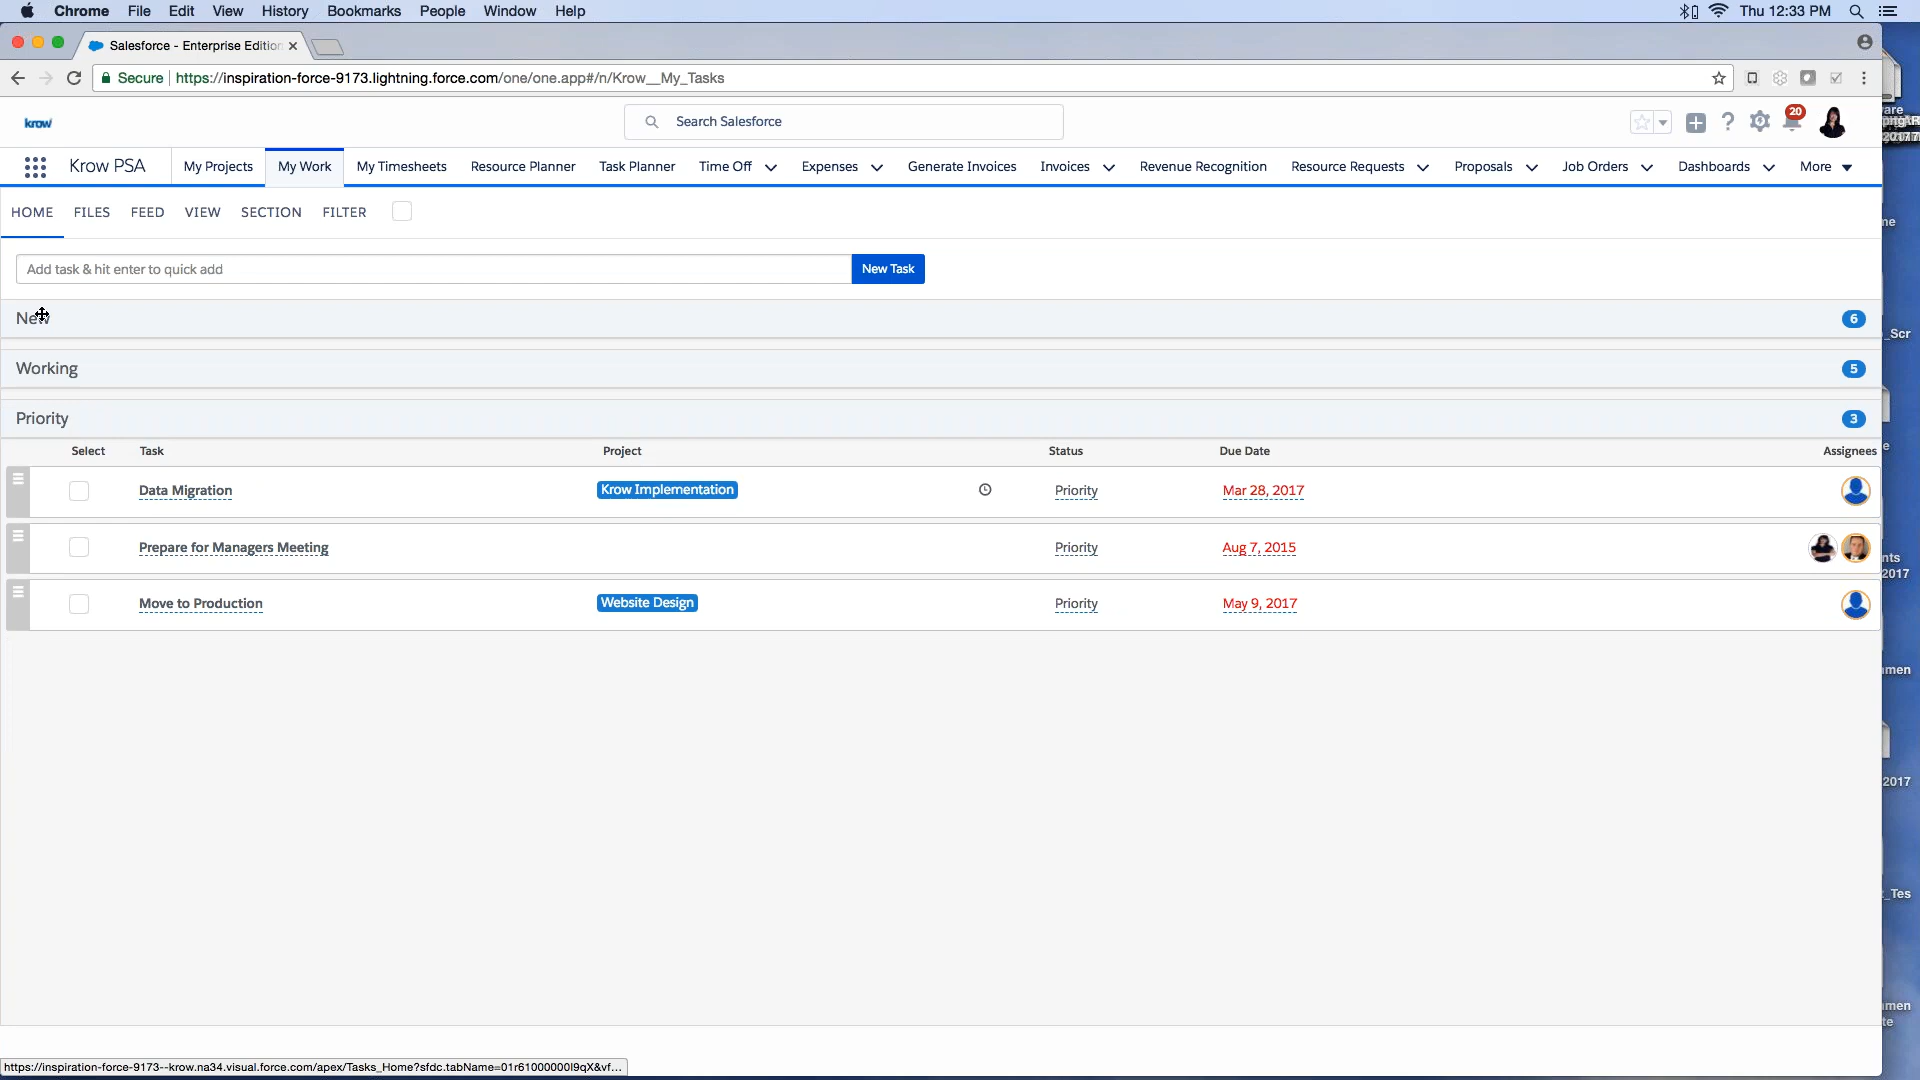 Chrome File Edit View History Bookmarks People Window Help Thu 12:33 PM
Salesforce - Enterprise Edition
Secure https://inspiration-force-9173.lightning.force.com/one/one.app#/n/Krow__My_Tasks
krow Search Salesforce 20
Krow PSA My Projects My Work My Timesheets Resource Planner Task Planner Time Off Expenses Generate Invoices Invoices Revenue Recognition Resource Requests Proposals Job Orders Dashboards More
HOME FILES FEED VIEW SECTION FILTER
Add task & hit enter to quick add New Task
New 6
Working 5
Priority 3
Select Task Project Status Due Date Assignees
Data Migration Krow Implementation Priority Mar 28, 2017
Prepare for Managers Meeting Priority Aug 7, 2015
Move to Production Website Design Priority May 9, 2017
https://inspiration-force-9173--krow.na34.visual.force.com/apex/Tasks_Home?sfdc.tabName=01r61000000I9qX&vf...
_Scr
2017
2017
_Tes